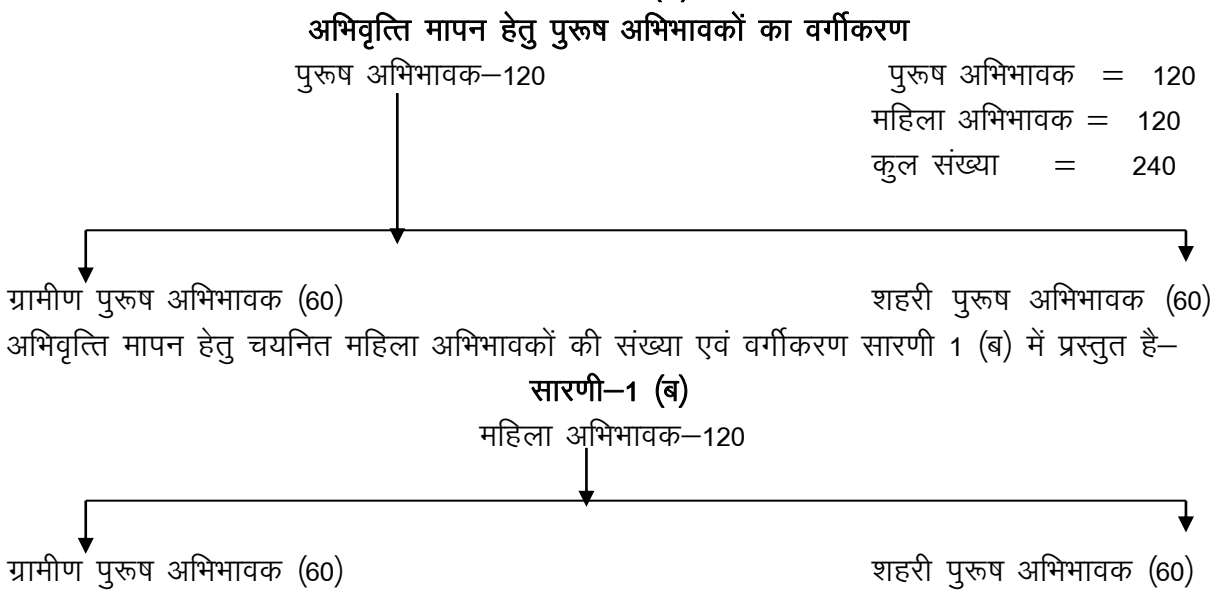 अभिवृत्ति मापन हेतु पुरूष अभिभावकों का वर्गीकरण
पुरूष अभिभावक–120
पुरूष अभिभावक = 120
महिला अभिभावक = 120
कुल संख्या = 240
ग्रामीण पुरूष अभिभावक (60) शहरी पुरूष अभिभावक (60)
अभिवृत्ति मापन हेतु चयनित महिला अभिभावकों की संख्या एवं वर्गीकरण सारणी 1 (ब) में प्रस्तुत है–
सारणी–1 (ब)
महिला अभिभावक–120
ग्रामीण पुरूष अभिभावक (60) शहरी पुरूष अभिभावक (60)